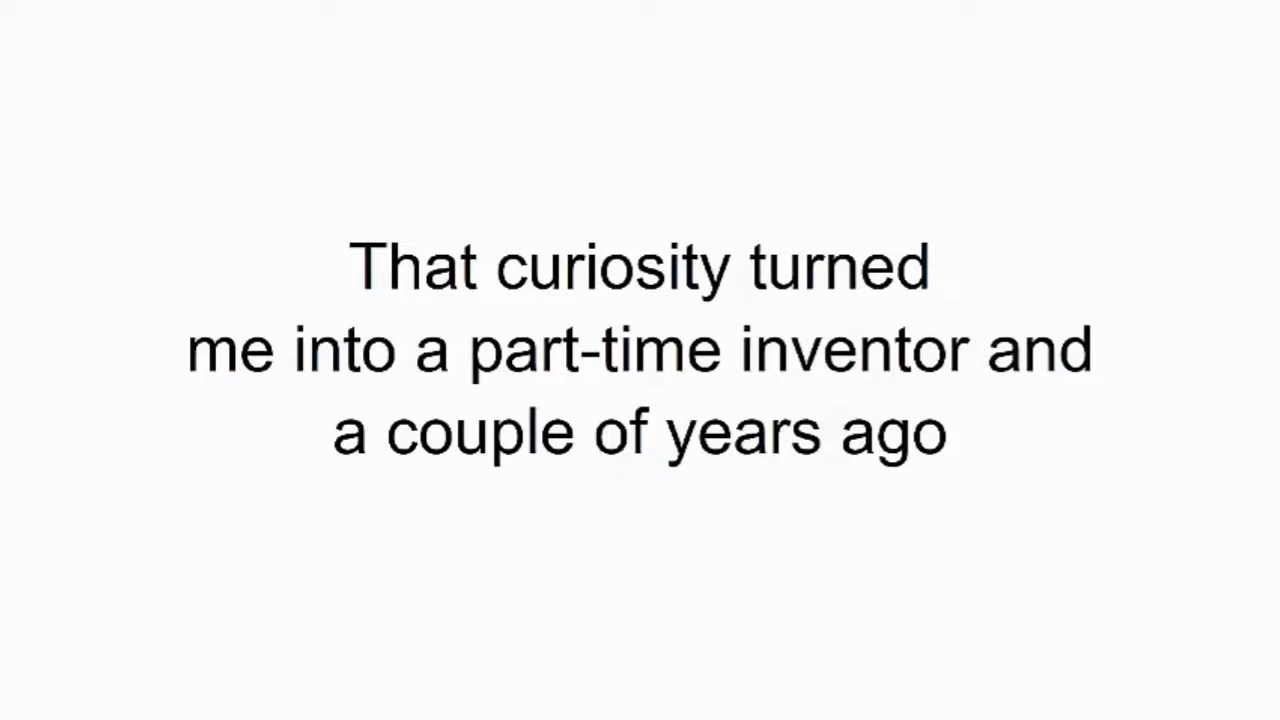 That curiosity turned
me into a part-time inventor and
a couple of years ago